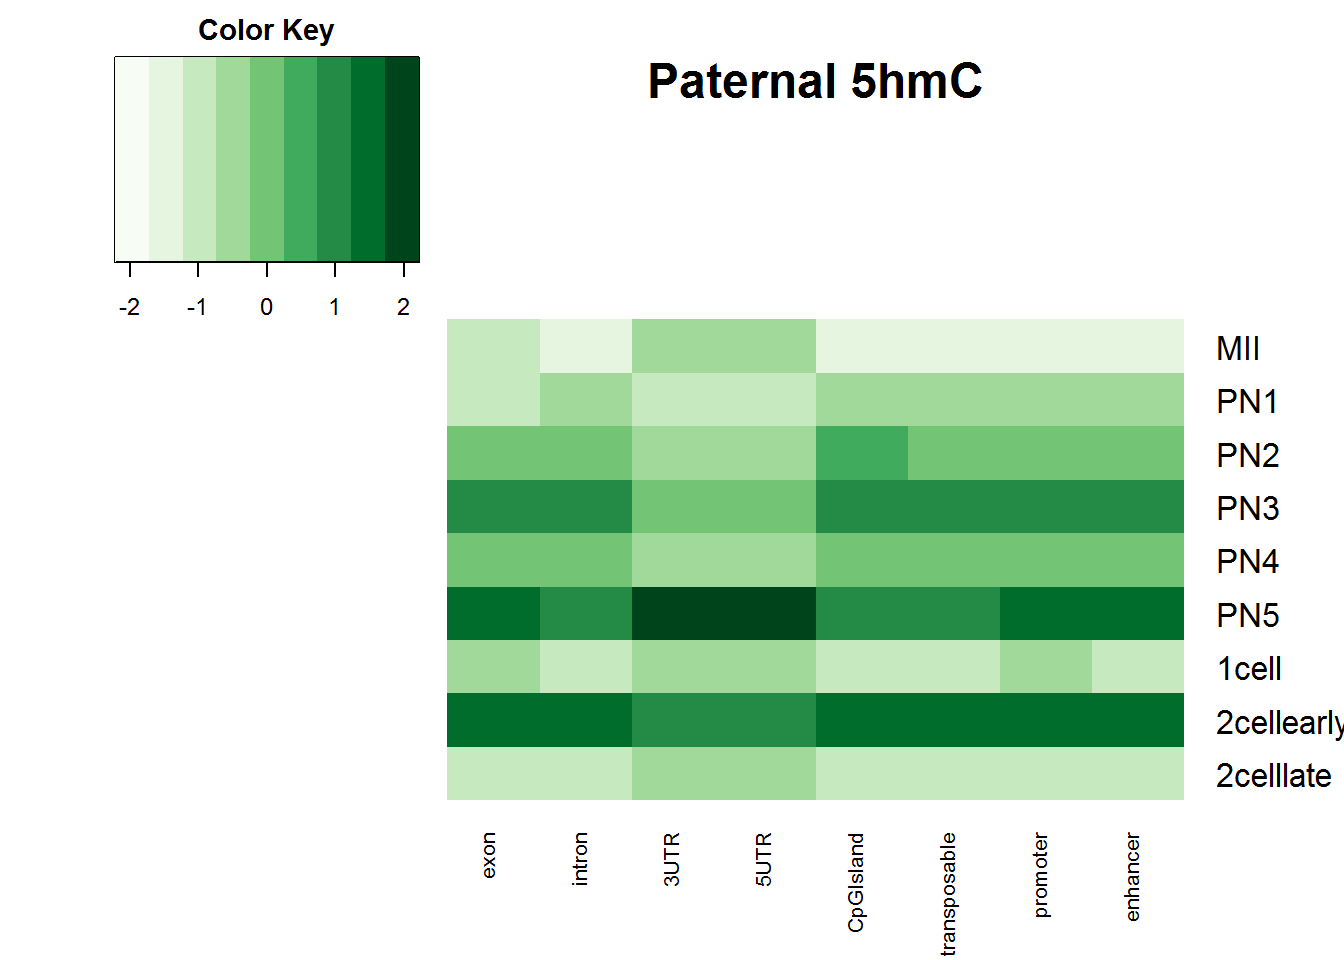 Color Key
Paternal 5hmC
-2 -1 0 1 2
MII
PN1
PN2
PN3
PN4
PN5
1cell
2cellearly
2celllate
exon
intron
3UTR
5UTR
CpGIsland
transposable
promoter
enhancer